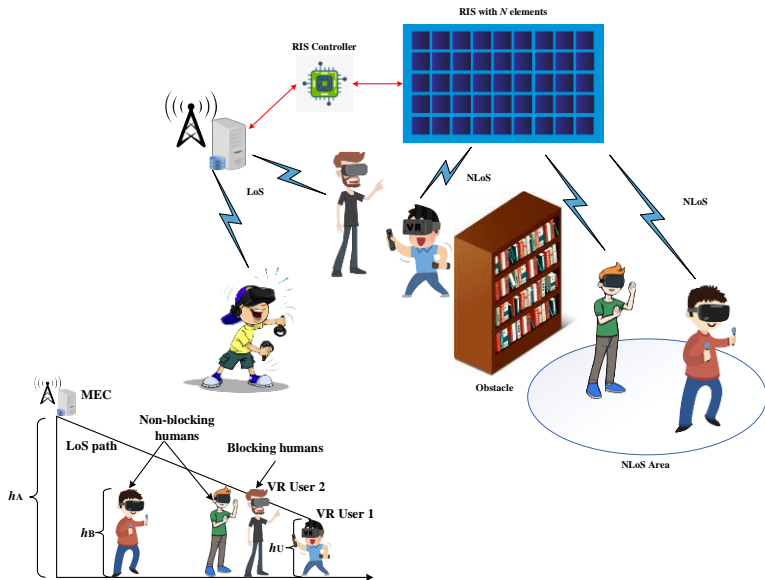 RIS with N elements
RIS Controller
LoS
NLoS
NLoS
VR
Obstacle
NLoS Area
MEC
Non-blocking
humans
LoS path
Blocking humans
VR User 2
VR User 1
hA
hB
hU
VR